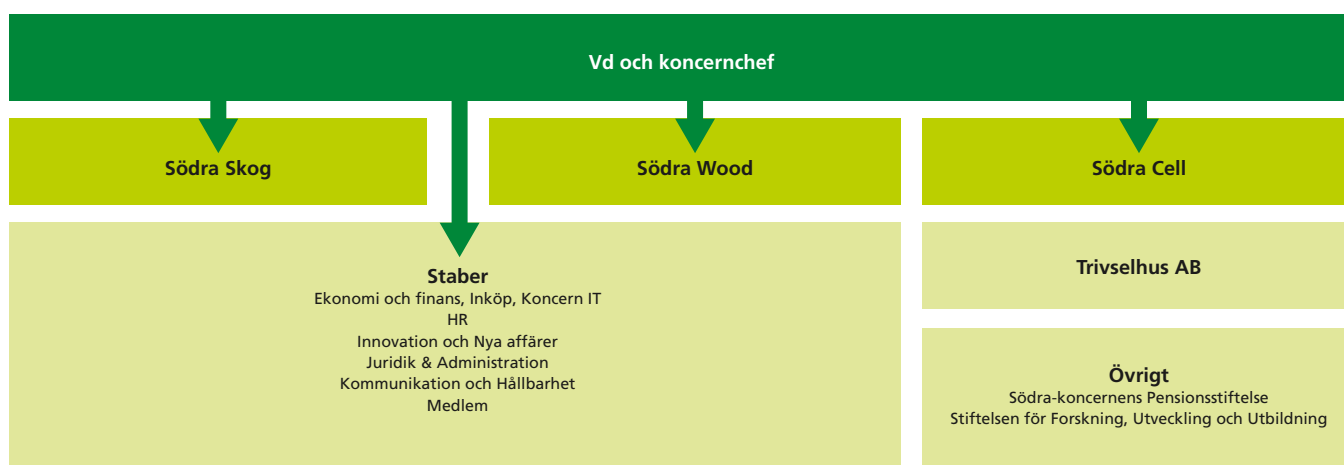 Vd och koncernchef
Södra Skog
Södra Wood
Södra Cell
Staber
Ekonomi och finans, Inköp, Koncern IT
HR
Innovation och Nya affärer
Juridik & Administration
Kommunikation och Hållbarhet
Medlem
Trivselhus AB
Övrigt
Södra-koncernens Pensionsstiftelse
Stiftelsen för Forskning, Utveckling och Utbildning